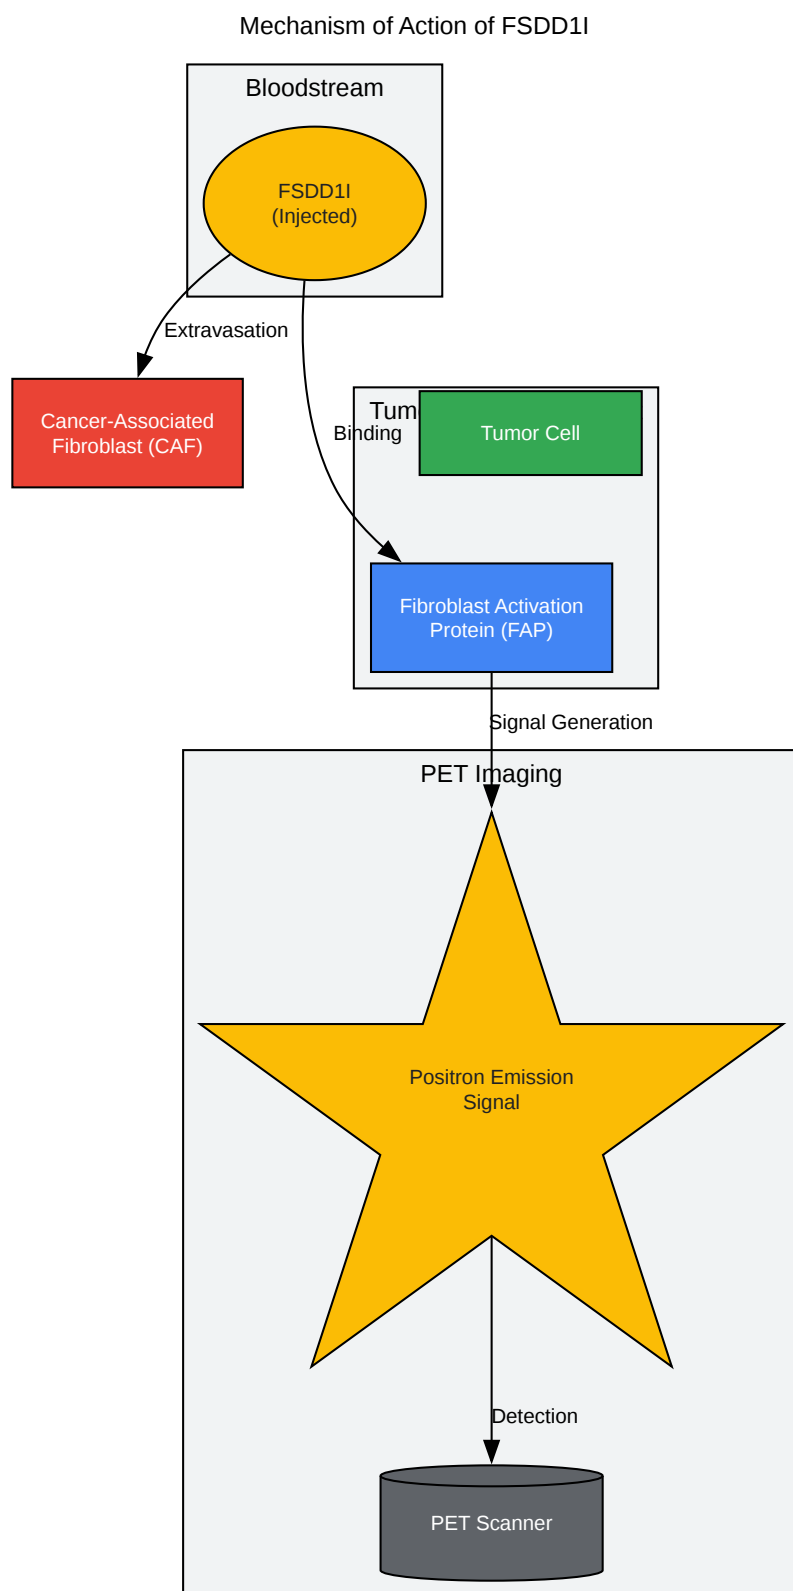 Mechanism of Action of FSDD1I
Bloodstream
FSDD1I
(Injected)
Extravasation
Cancer-Associated
Fibroblast (CAF)
Binding
Tumor Cell
Fibroblast Activation
Protein (FAP)
Signal Generation
PET Imaging
Positron Emission
Signal
Detection
PET Scanner